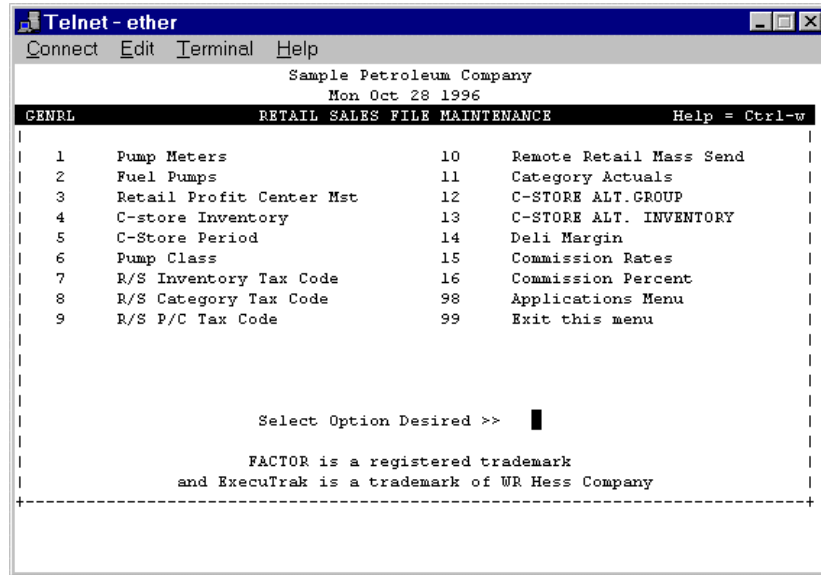 Telnet - ether
Connect Edit Terminal Help
Sample Petroleum Company
Mon Oct 28 1996
GENRL RETAIL SALES FILE MAINTENANCE Help = Ctrl-w
1 Pump Meters 10 Remote Retail Mass Send
2 Fuel Pumps 11 Category Actuals
3 Retail Profit Center Mst 12 C-STORE ALT.GROUP
4 C-store Inventory 13 C-STORE ALT. INVENTORY
5 C-Store Period 14 Deli Margin
6 Pump Class 15 Commission Rates
7 R/S Inventory Tax Code 16 Commission Percent
8 R/S Category Tax Code 98 Applications Menu
9 R/S P/C Tax Code 99 Exit this menu
Select Option Desired >>
FACTOR is a registered trademark
and ExecuTrak is a trademark of WR Hess Company